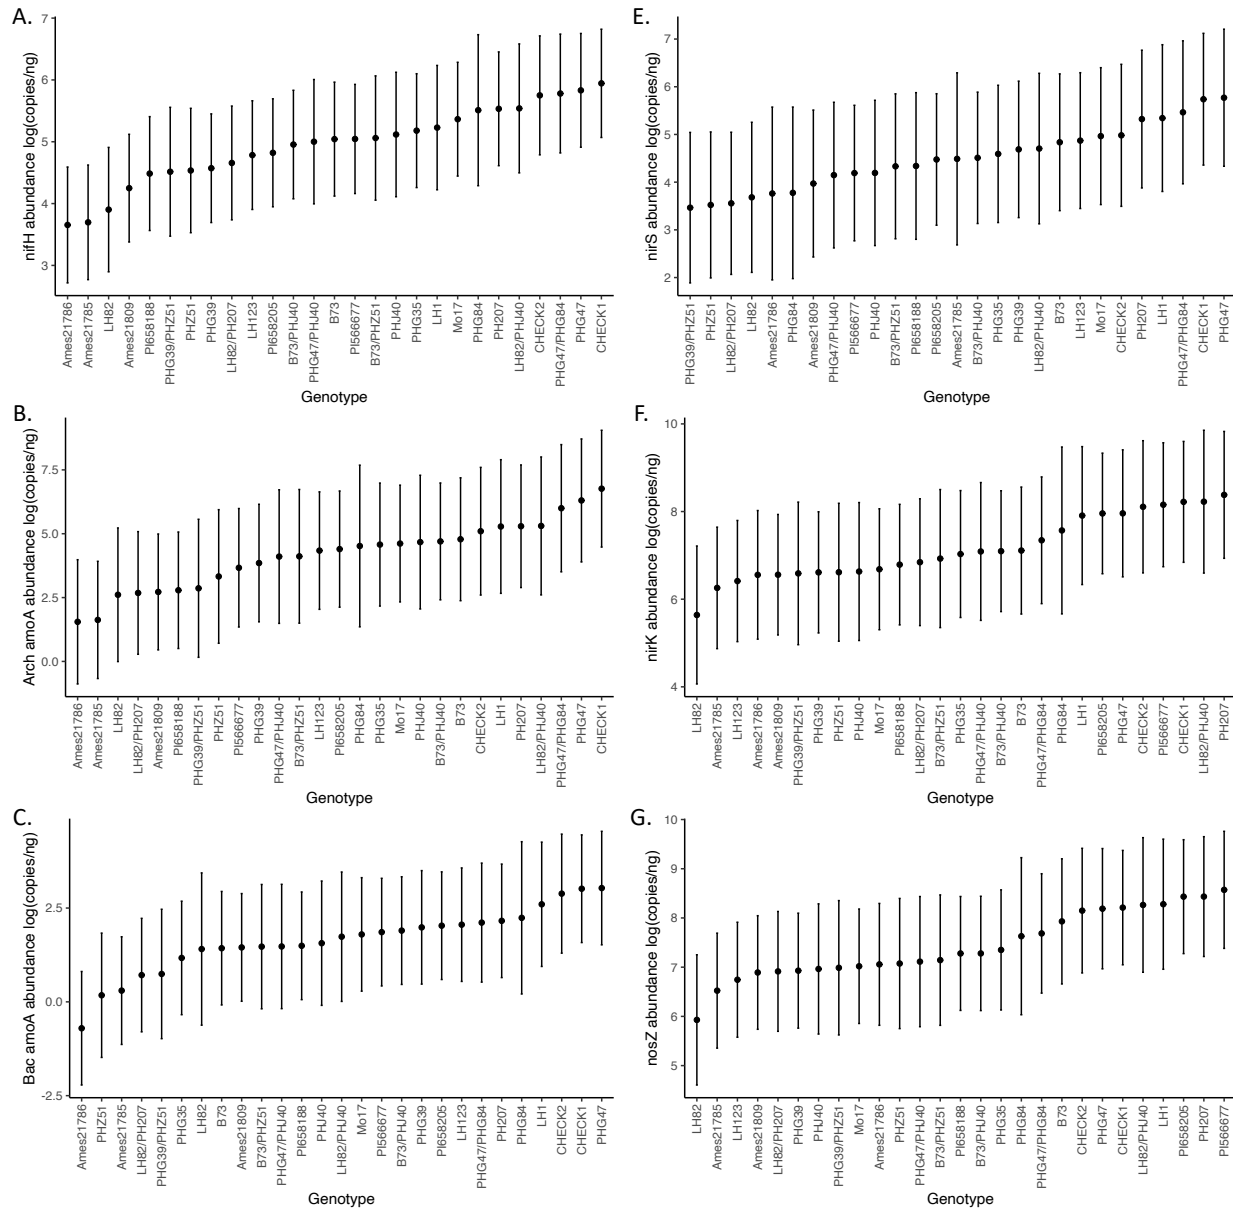 A.
nifH abundance log(copies/ng)
7
6
5
4
3
Ames21786
Ames21785
LH82
Ames21809
PI658188
PHG39/PHZ51
PHZ51
PHG39
LH82/PH207
LH123
PI658205
B73/PHJ40
PHG47/PHJ40
B73
PI566677
B73/PHZ51
PHJ40
PHG35
LH1
Mo17
PHG84
PH207
LH82/PHJ40
CHECK2
PHG47/PHG84
PHG47
CHECK1
Genotype
E.
nirS abundance log(copies/ng)
7
6
5
4
3
2
PHG39/PHZ51
PHZ51
LH82/PH207
LH82
Ames21786
PHG84
Ames21809
PHG47/PHJ40
PI566677
PHJ40
B73/PHZ51
PI658188
PI658205
Ames21785
B73/PHJ40
PHG35
PHG39
LH82/PHJ40
B73
LH123
Mo17
CHECK2
PH207
LH1
PHG47/PHG84
CHECK1
PHG47
Genotype
B.
Arch amoA abundance log(copies/ng)
7.5
5.0
2.5
0.0
Ames21786
Ames21785
LH82
LH82/PH207
Ames21809
PI658188
PHG39/PHZ51
PHZ51
PI566677
PHG39
PHG47/PHJ40
B73/PHZ51
LH123
PI658205
PHG84
PHG35
Mo17
PHJ40
B73/PHJ40
B73
CHECK2
LH1
PH207
LH82/PHJ40
PHG47/PHG84
PHG47
CHECK1
Genotype
F.
nirK abundance log(copies/ng)
10
8
6
4
LH82
Ames21785
LH123
Ames21786
Ames21809
PHG39/PHZ51
PHG39
PHZ51
PHJ40
Mo17
PI658188
LH82/PH207
B73/PHZ51
PHG35
PHG47/PHJ40
B73/PHJ40
B73
PHG47/PHG84
PHG84
LH1
PI658205
PHG47
CHECK2
PI566677
CHECK1
LH82/PHJ40
PH207
Genotype
C.
Bac amoA abundance log(copies/ng)
2.5
0.0
-2.5
Ames21786
PHZ51
Ames21785
LH82/PH207
PHG39/PHZ51
PHG35
LH82
B73
Ames21809
B73/PHZ51
PHG47/PHJ40
PI658188
PHJ40
LH82/PHJ40
Mo17
PI566677
B73/PHJ40
PHG39
PI658205
LH123
PHG47/PHG84
PH207
PHG84
LH1
CHECK2
CHECK1
PHG47
Genotype
G.
nosZ abundance log(copies/ng)
10
9
8
7
6
5
LH82
Ames21785
LH123
Ames21809
LH82/PH207
PHG39
PHJ40
PHG39/PHZ51
Mo17
Ames21786
PHZ51
PHG47/PHJ40
B73/PHZ51
PI658188
B73/PHJ40
PHG35
PHG84
PHG47/PHG84
B73
CHECK2
PHG47
CHECK1
LH82/PHJ40
LH1
PI658205
PH207
PI566677
Genotype